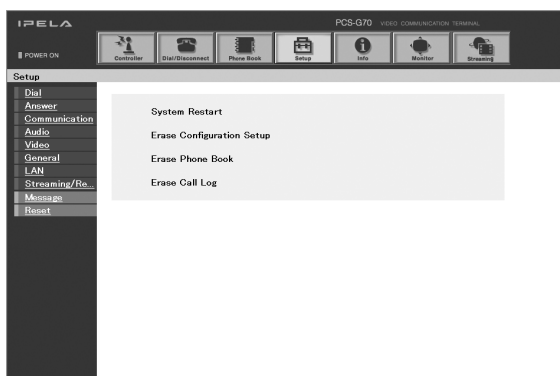 IPELA
PCS-G70 VIDEO COMMUNICATION TERMINAL
POWER ON
Controller
Dial/Disconnect
Phone Book
Setup
Info
Monitor
Streaming
Setup
Dial
Answer
Communication
Audio
Video
General
LAN
Streaming/Re...
Message
Reset
System Restart
Erase Configuration Setup
Erase Phone Book
Erase Call Log